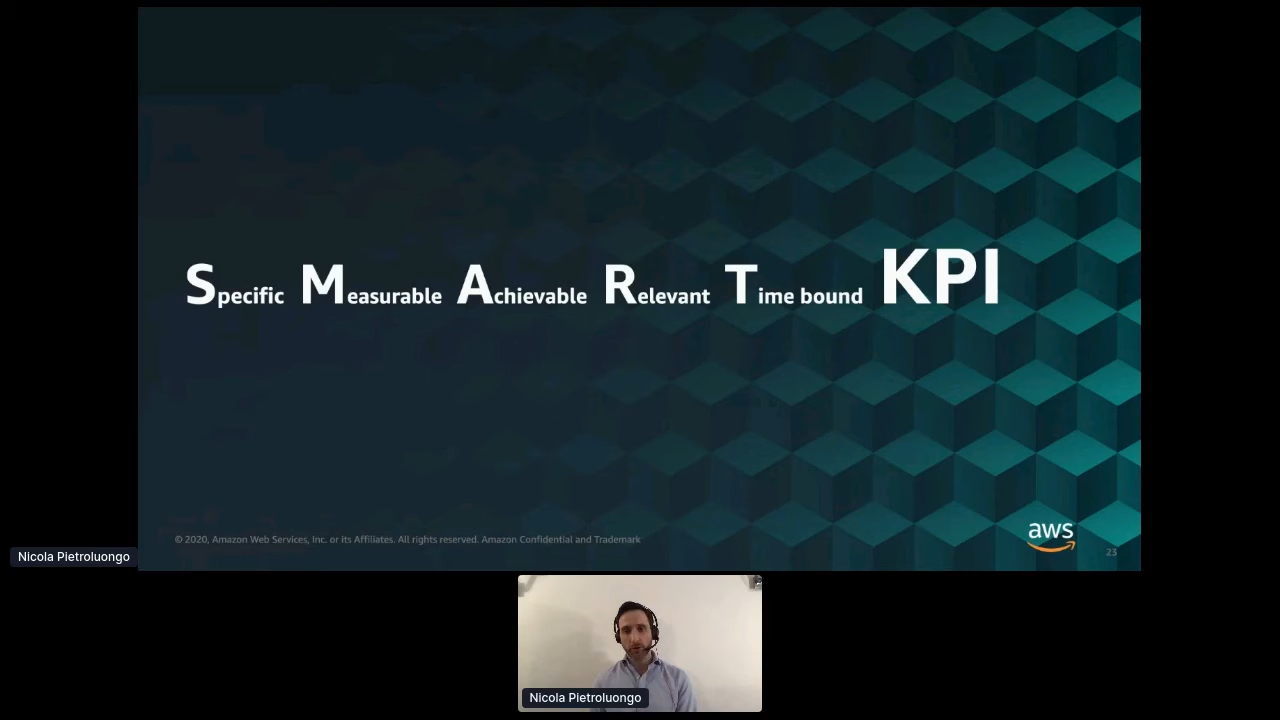 Specific Measurable Achievable Relevant Time bound KPI
© 2020, Amazon Web Services, Inc. or its Affiliates. All rights reserved. Amazon Confidential and Trademark
aws
23
Nicola Pietroluongo
Nicola Pietroluongo